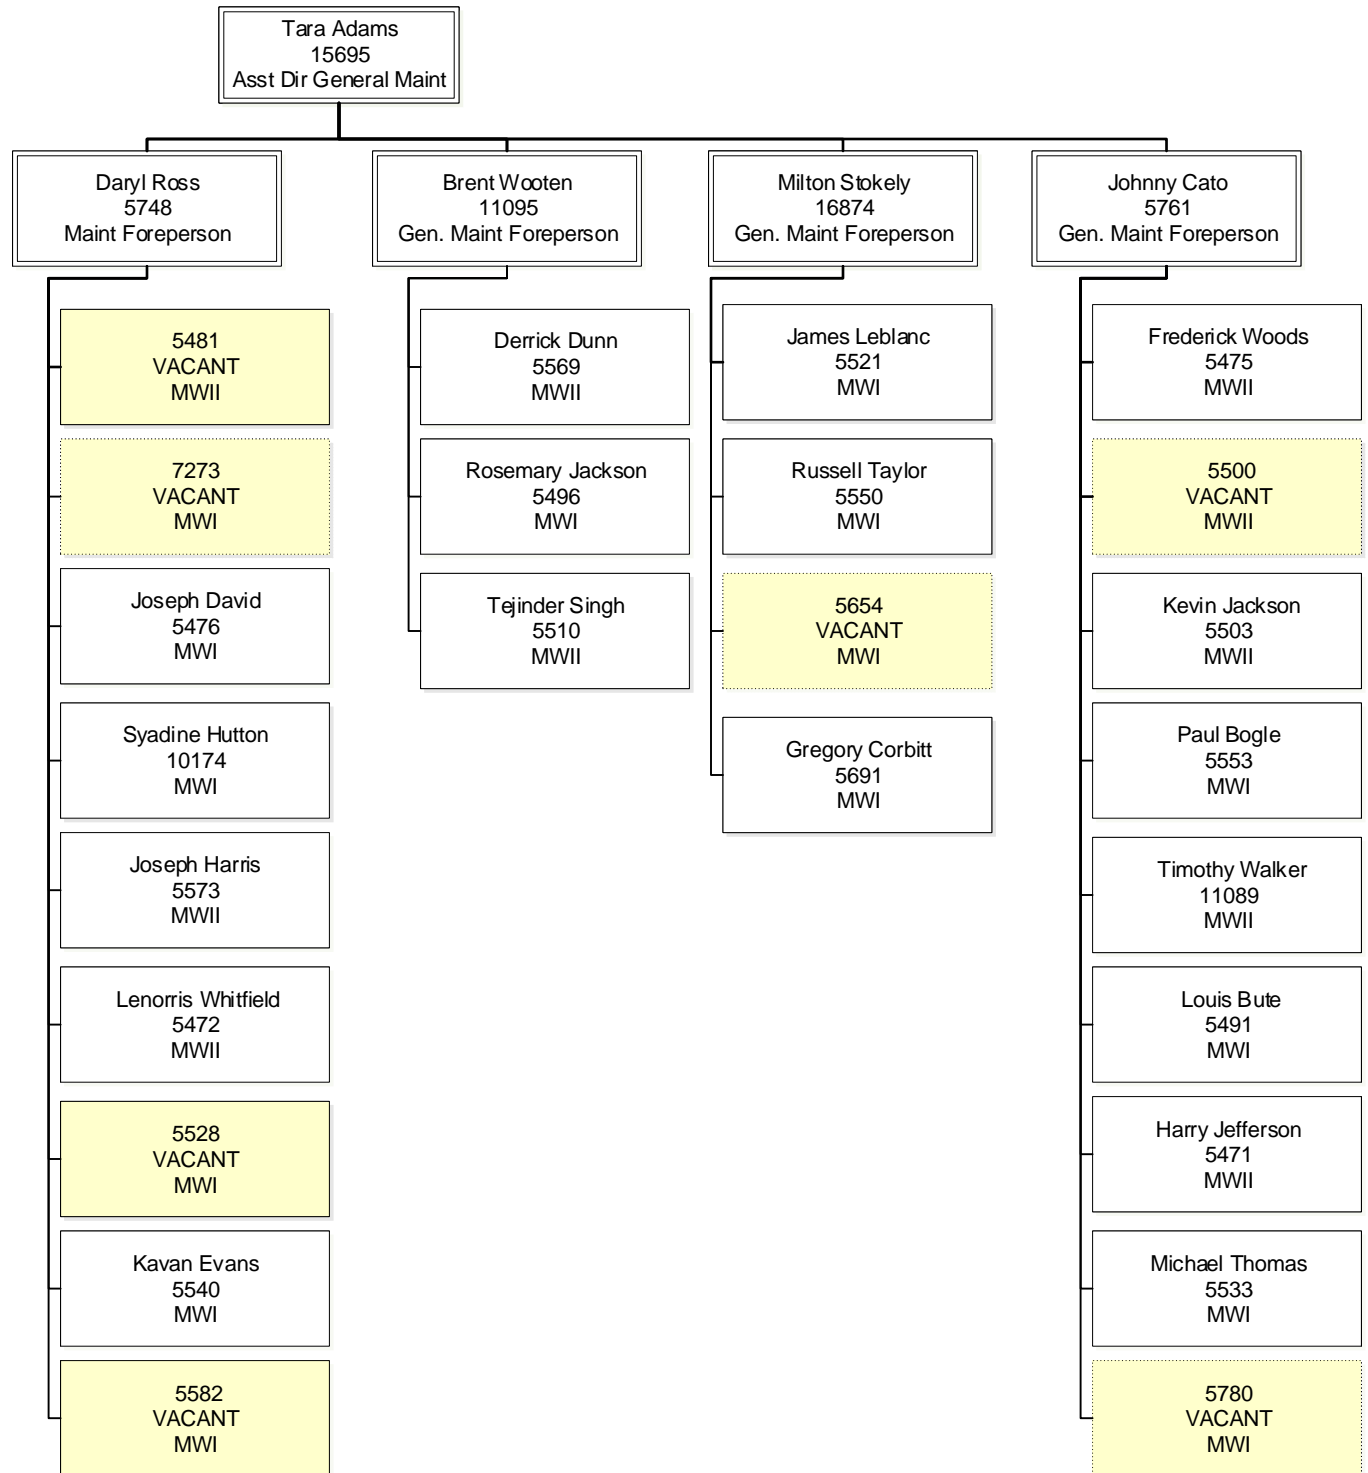 Tara Adams
15695
Asst Dir General Maint
Daryl Ross
5748
Maint Foreperson
Brent Wooten
11095
Gen. Maint Foreperson
Milton Stokely
16874
Gen. Maint Foreperson
Johnny Cato
5761
Gen. Maint Foreperson
5481
VACANT
MWII
7273
VACANT
MWI
Joseph David
5476
MWI
Syadine Hutton
10174
MWI
Joseph Harris
5573
MWII
Lenorris Whitfield
5472
MWII
5528
VACANT
MWI
Kavan Evans
5540
MWI
5582
VACANT
MWI
Derrick Dunn
5569
MWII
Rosemary Jackson
5496
MWI
Tejinder Singh
5510
MWII
James Leblanc
5521
MWI
Russell Taylor
5550
MWI
5654
VACANT
MWI
Gregory Corbitt
5691
MWI
Frederick Woods
5475
MWII
5500
VACANT
MWII
Kevin Jackson
5503
MWII
Paul Bogle
5553
MWI
Timothy Walker
11089
MWII
Louis Bute
5491
MWI
Harry Jefferson
5471
MWII
Michael Thomas
5533
MWI
5780
VACANT
MWI